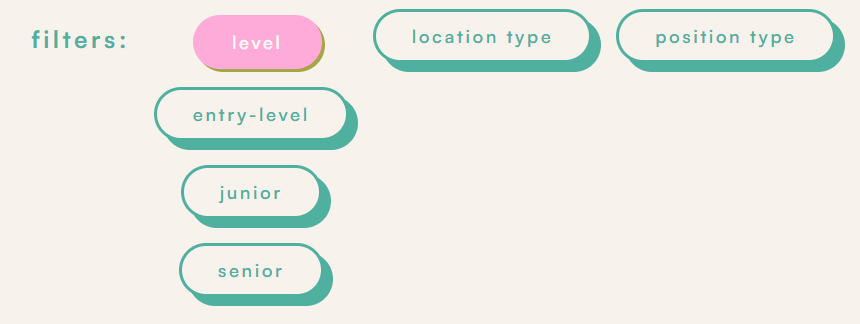 filters: level location type position type
entry-level
junior
senior